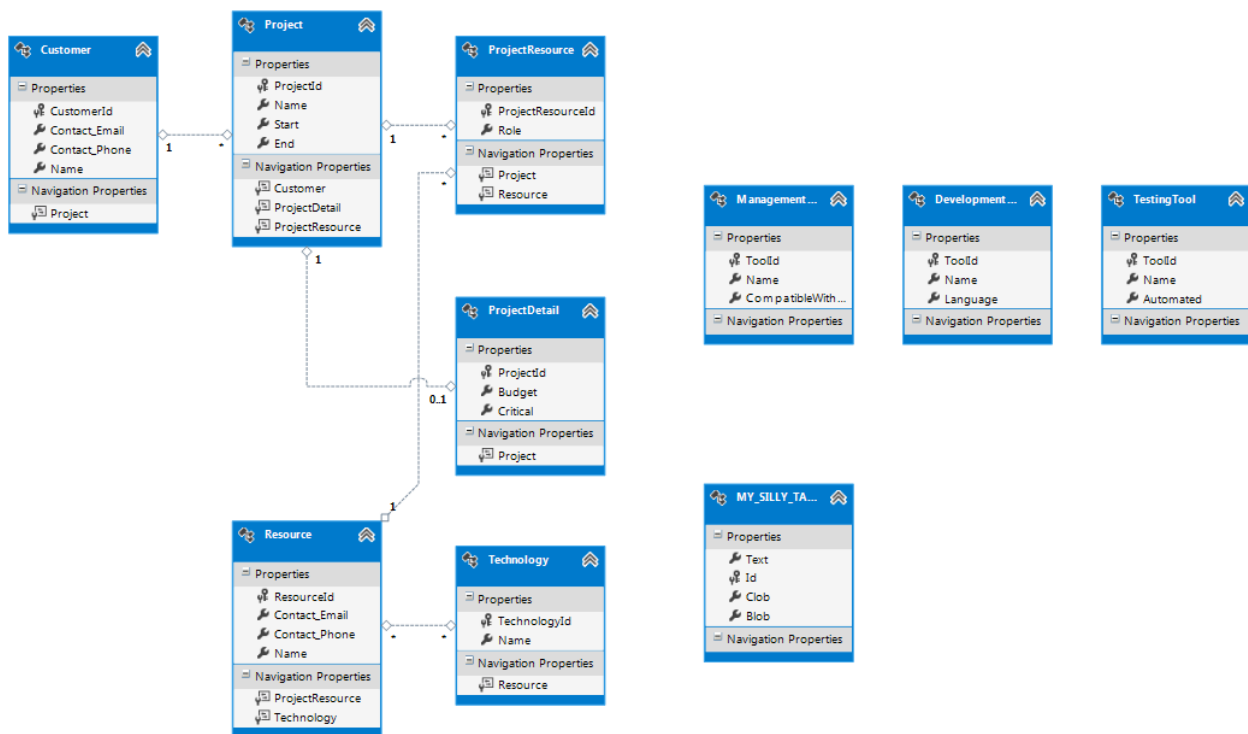 Customer
Properties
CustomerId
Contact_Email
Contact_Phone
Name
Navigation Properties
Project
1
*
Project
Properties
ProjectId
Name
Start
End
Navigation Properties
Customer
ProjectDetail
ProjectResource
1
*
1
ProjectResource
Properties
ProjectResourceId
Role
Navigation Properties
Project
Resource
*
ProjectDetail
Properties
ProjectId
Budget
Critical
Navigation Properties
Project
0..1
1
Resource
Properties
ResourceId
Contact_Email
Contact_Phone
Name
Navigation Properties
ProjectResource
Technology
*
*
Technology
Properties
TechnologyId
Name
Navigation Properties
Resource
Management...
Properties
ToolId
Name
CompatibleWith...
Navigation Properties
Development...
Properties
ToolId
Name
Language
Navigation Properties
TestingTool
Properties
ToolId
Name
Automated
Navigation Properties
MY_SILLY_TA...
Properties
Text
Id
Clob
Blob
Navigation Properties